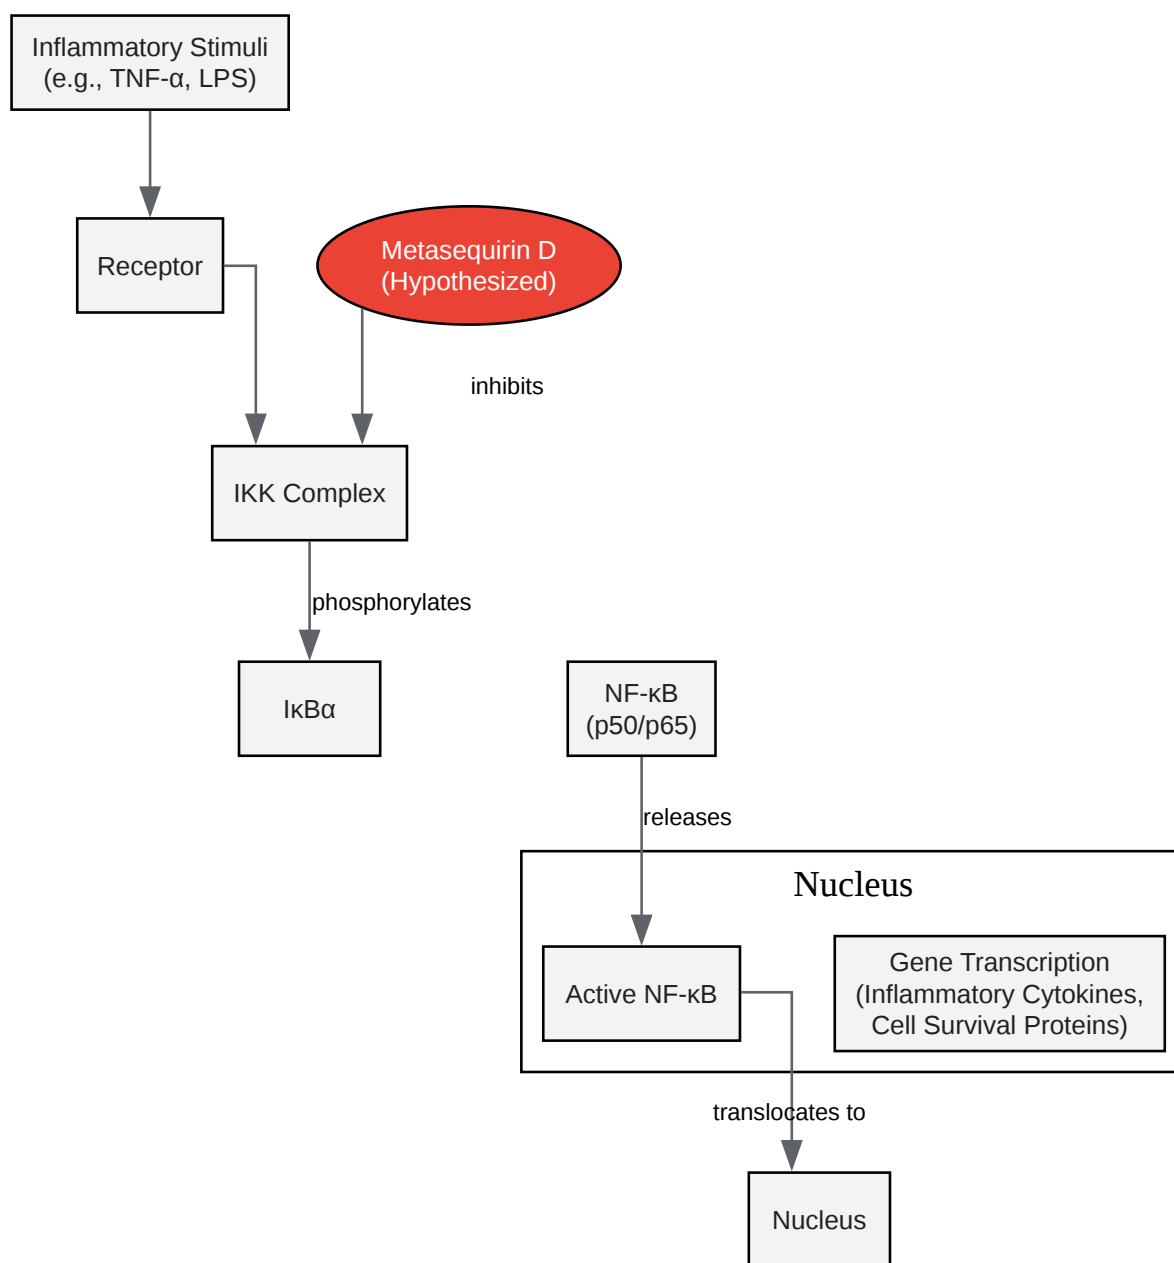 Inflammatory Stimuli
(e.g., TNF-α, LPS)
Receptor
Metasequirin D
(Hypothesized)
inhibits
IKK Complex
phosphorylates
IκBα
NF-κB
(p50/p65)
releases
Nucleus
Active NF-κB
Gene Transcription
(Inflammatory Cytokines,
Cell Survival Proteins)
translocates to
Nucleus